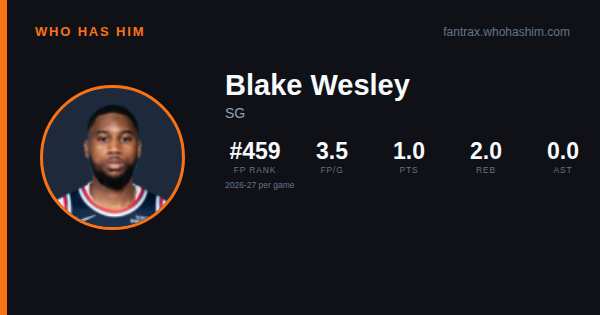 WHO HAS HIM
fantrax.whohashim.com
Blake Wesley
SG
#459 3.5 1.0 2.0 0.0
FP RANK FP/G PTS REB AST
2026-27 per game